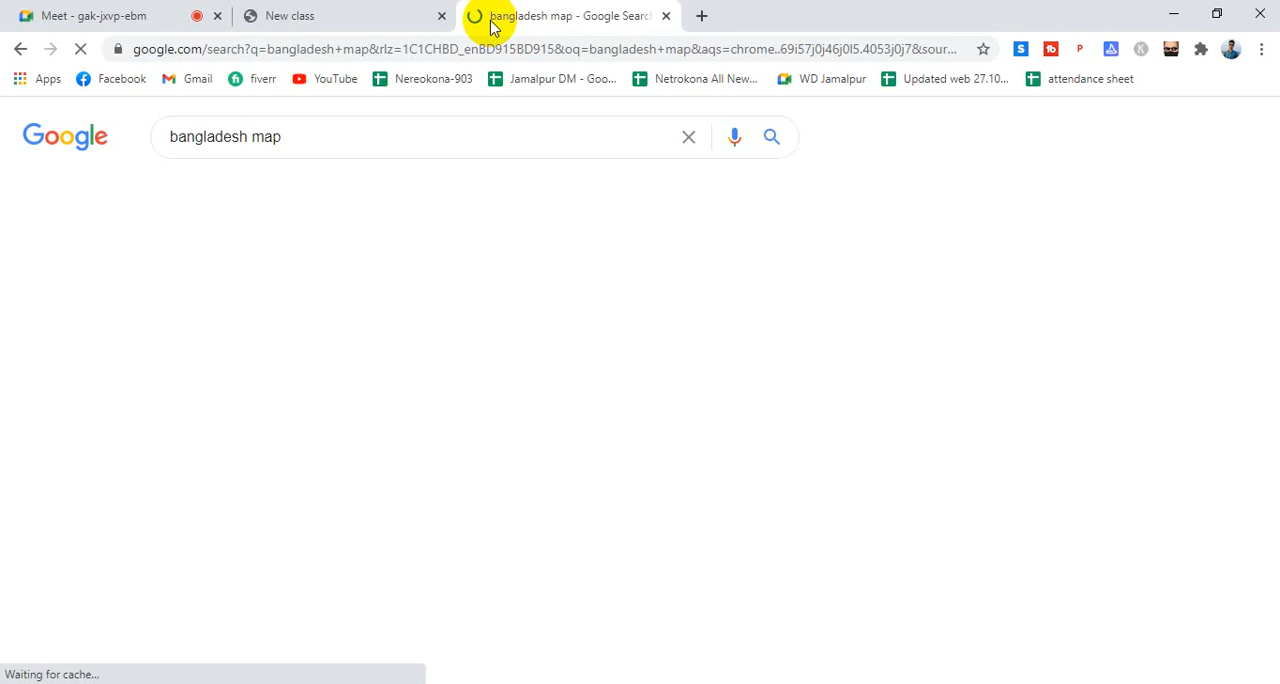 Meet - gak-jxvp-ebm
New class
bangladesh map - Google Searc
google.com/search?q=bangladesh+map&rlz=1C1CHBD_enBD915BD915&oq=bangladesh+map&aqs=chrome..69i57j0j46j0l5.4053j0j7&sour...
Apps Facebook Gmail fiverr YouTube Nereokona-903 Jamalpur DM - Goo... Netrokona All New... WD Jamalpur Updated web 27.10... attendance sheet
Google
bangladesh map
Waiting for cache...